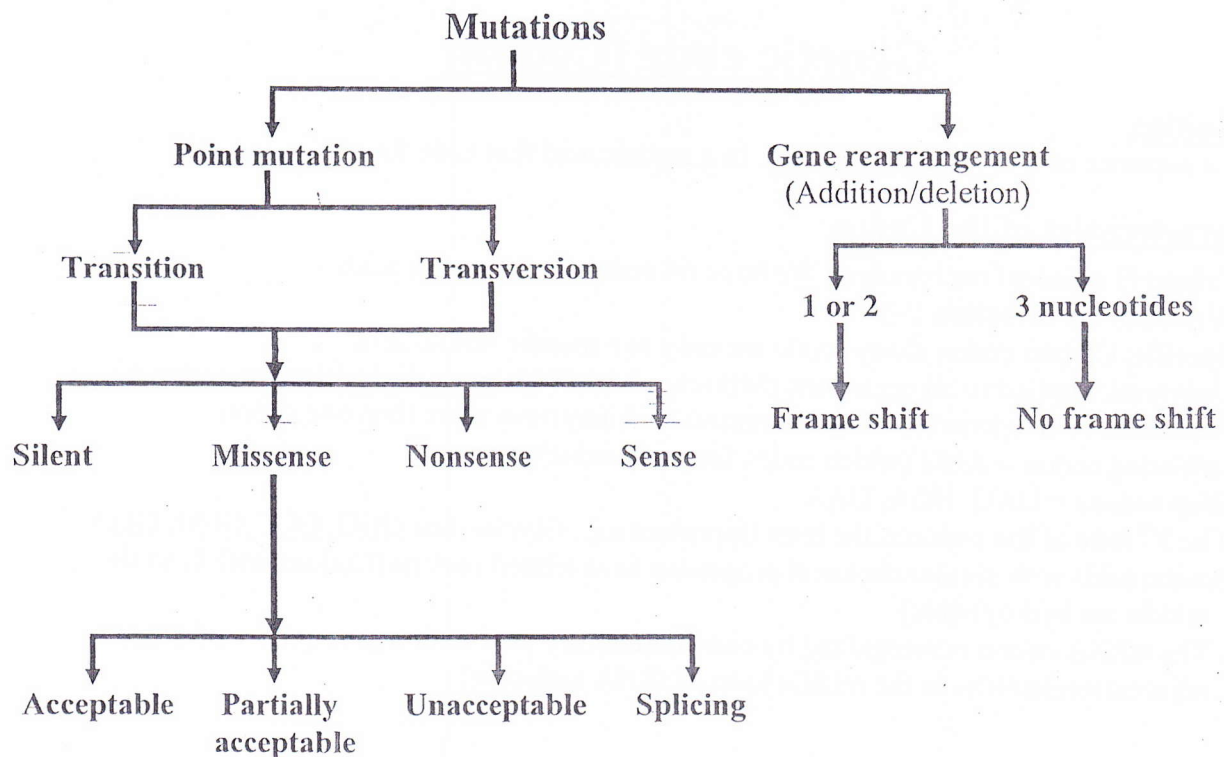 Mutations
Point mutation
Gene rearrangement
(Addition/deletion)
Transition
Transversion
1 or 2
3 nucleotides
Frame shift
No frame shift
Silent
Missense
Nonsense
Sense
Acceptable
Partially
acceptable
Unacceptable
Splicing